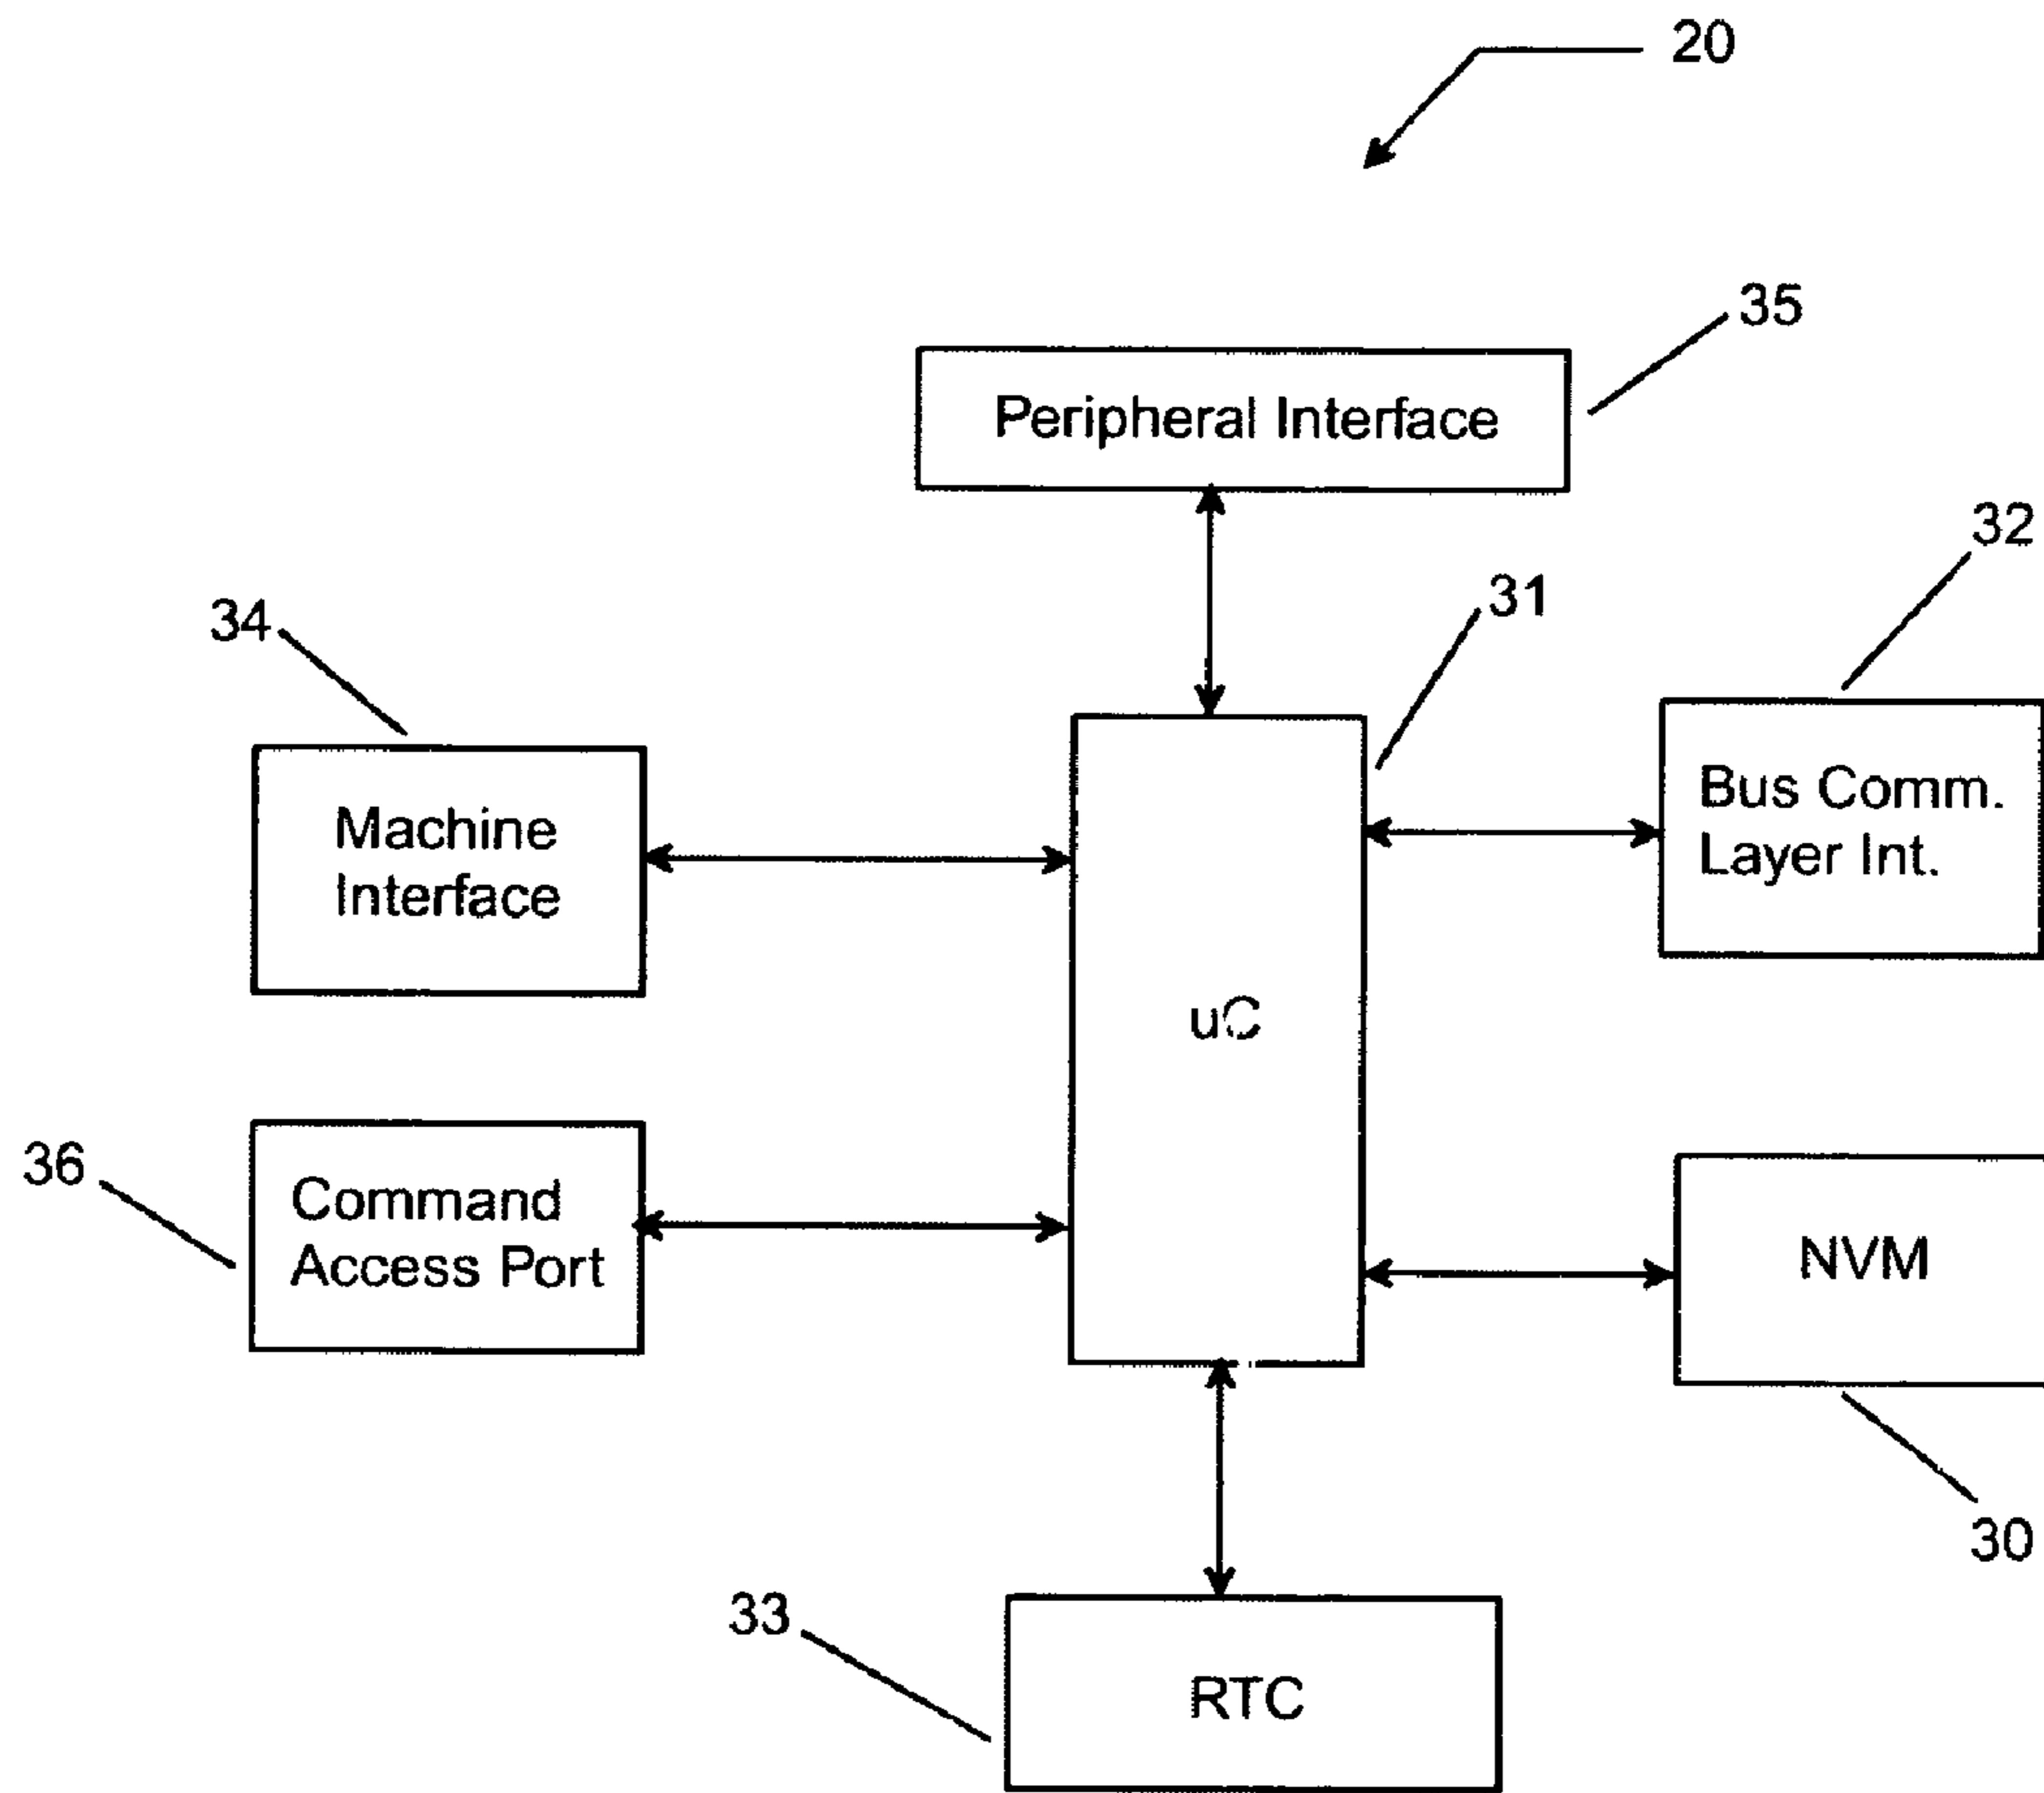 20
35
Peripheral Interface
32
31
34
Bus Comm.
Layer Int.
Machine
Interface
uC
36
Command
Access Port
NVM
30
33
RTC